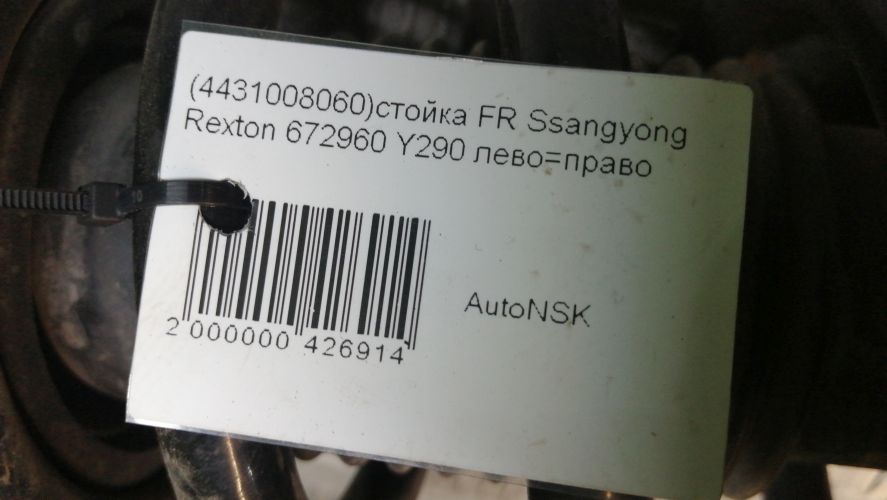 (4431008060)стойка FR Ssangyong
Rexton 672960 Y290 лево=право
AutoNSK
2 000000 426914